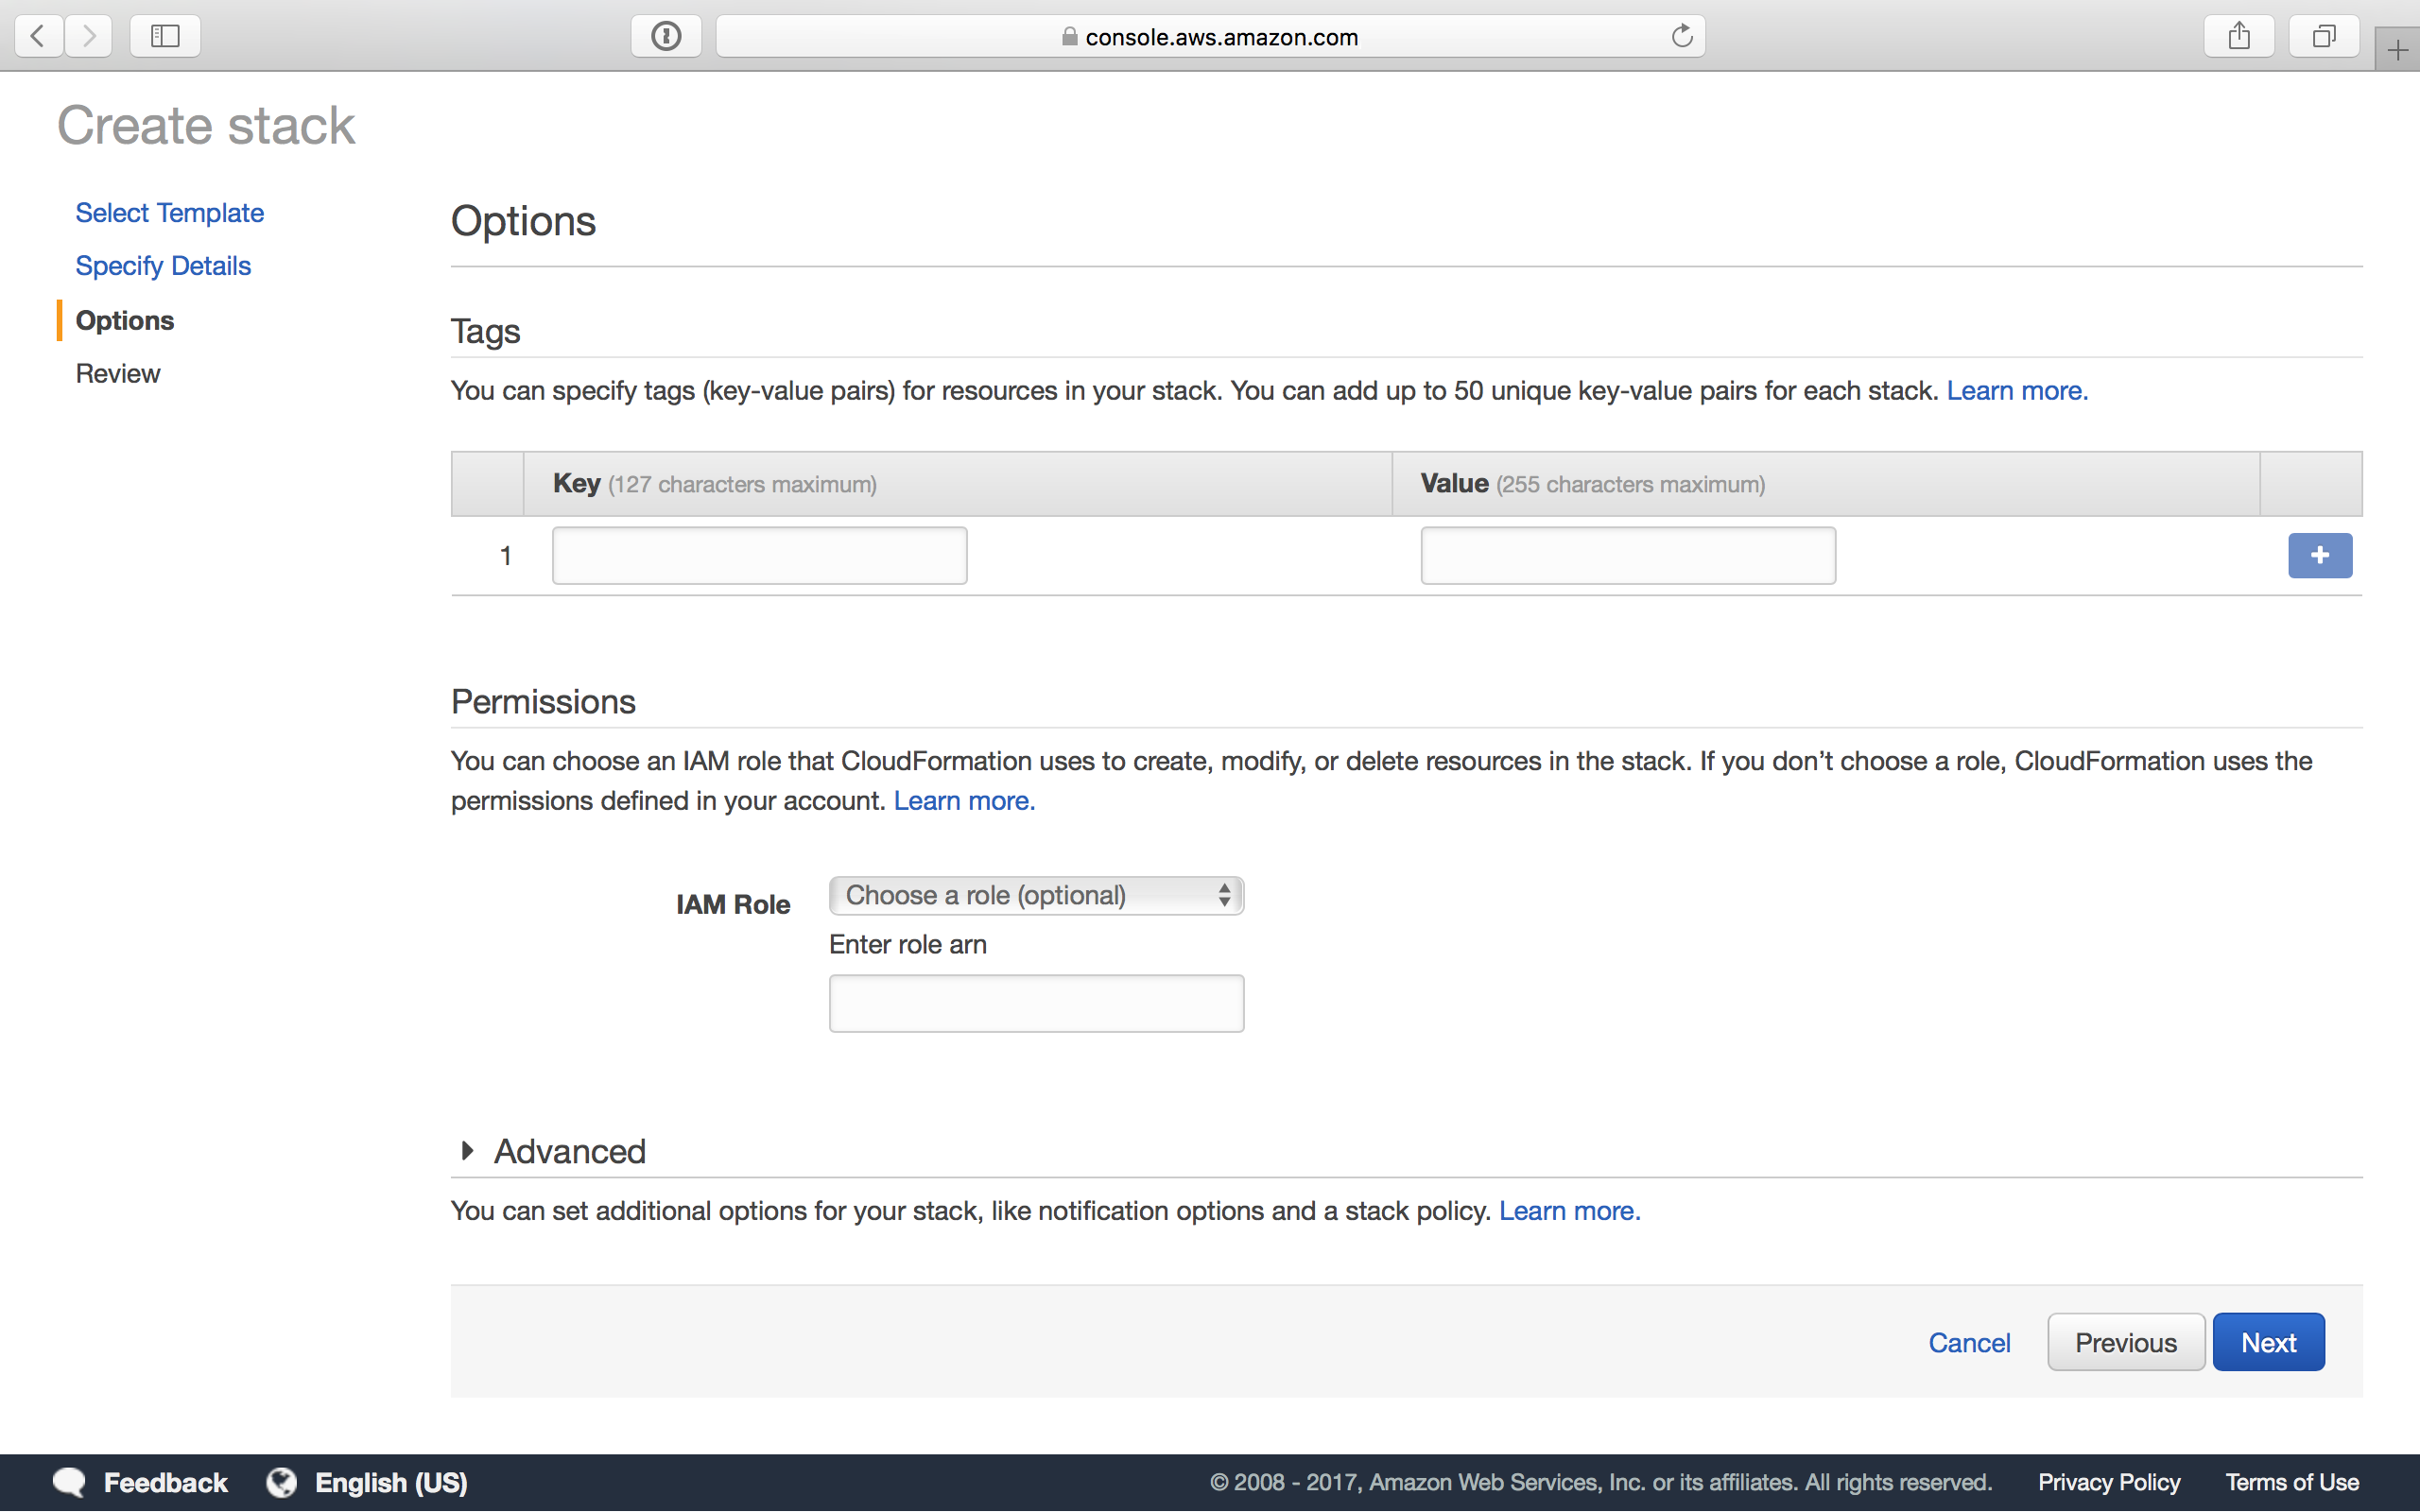 console.aws.amazon.com
Create stack
Select Template
Specify Details
Options
Review
Options
Tags
You can specify tags (key-value pairs) for resources in your stack. You can add up to 50 unique key-value pairs for each stack. Learn more.
Key (127 characters maximum) Value (255 characters maximum)
1
Permissions
You can choose an IAM role that CloudFormation uses to create, modify, or delete resources in the stack. If you don’t choose a role, CloudFormation uses the
permissions defined in your account. Learn more.
IAM Role Choose a role (optional)
Enter role arn
Advanced
You can set additional options for your stack, like notification options and a stack policy. Learn more.
Cancel Previous Next
Feedback English (US) © 2008 - 2017, Amazon Web Services, Inc. or its affiliates. All rights reserved. Privacy Policy Terms of Use